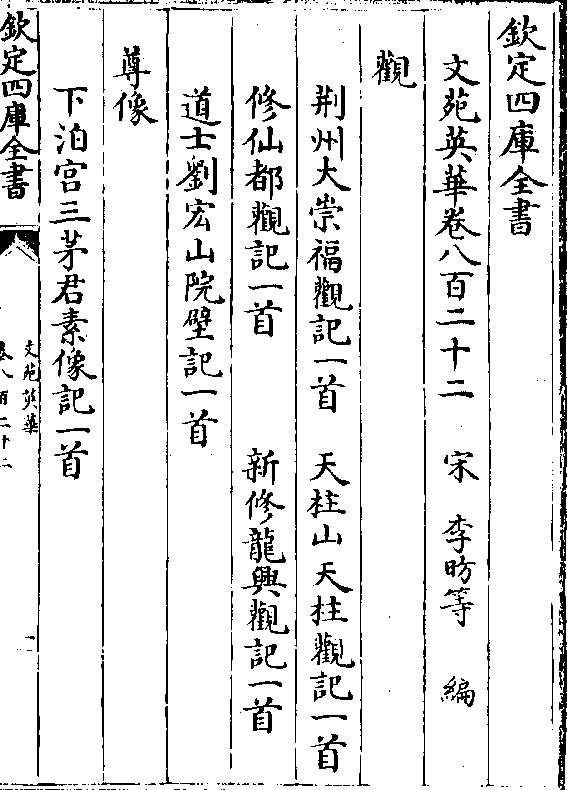 欽定四庫全書
文苑英華卷八百二十二 宋 李昉等 編
觀
荆州大崇福觀記一首 天柱山天柱觀記一首
修仙都觀記一首 新修龍興觀記一首
道士劉宏山院壁記一首
尊像
下泊宫三茅君素像記一首
欽定四庫全書
文苑英華
卷八百二十二
一